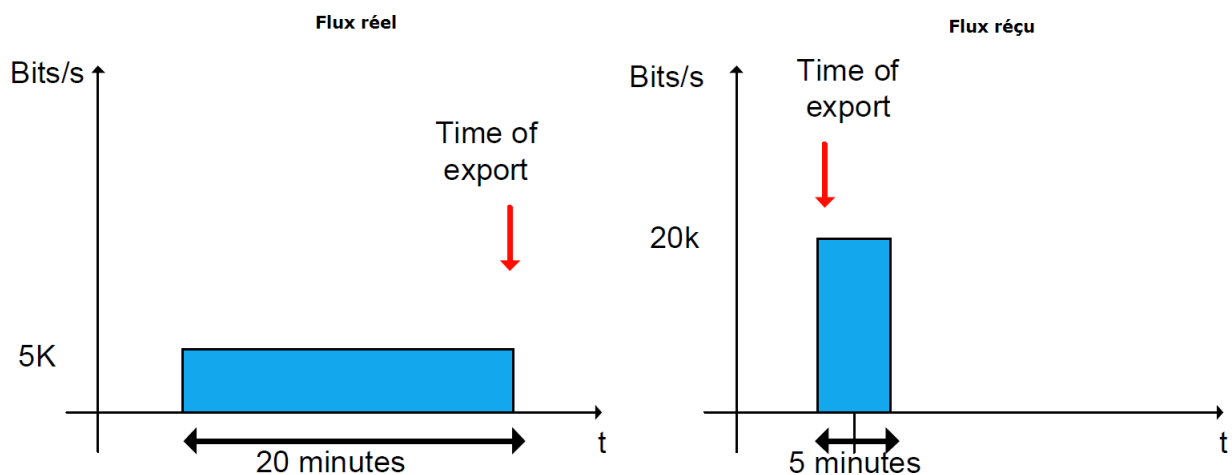 Flux réel
Bits/s
Time of
export
5K
20 minutes
t
Flux réçu
Bits/s
Time of
export
20k
5 minutes
t